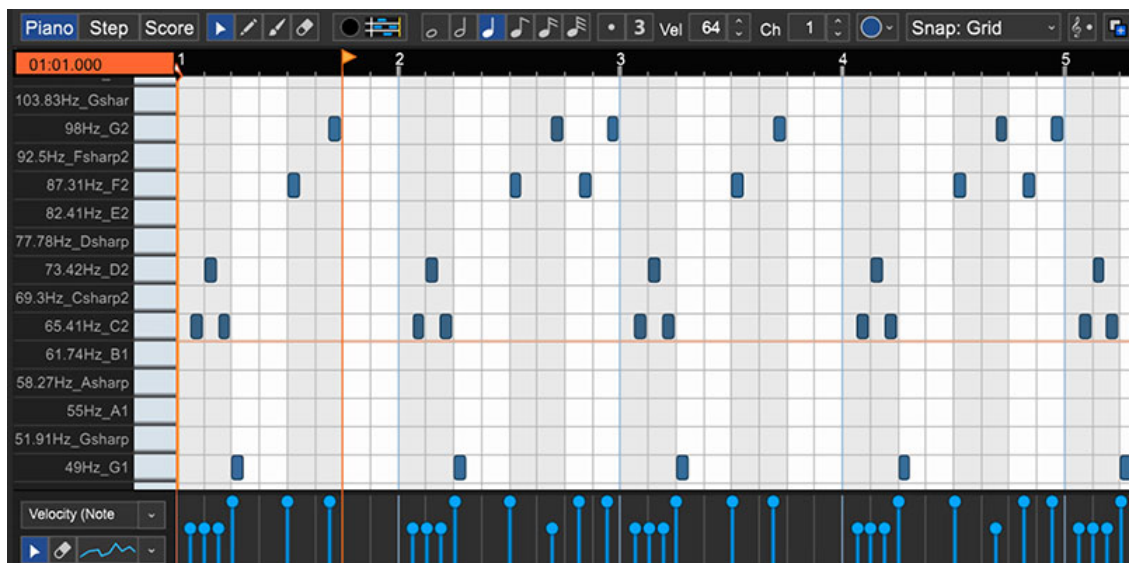 Piano Step Score 3 Vel 64 Ch 1 Snap: Grid
01:01.000 1 2 3 4 5
103.83Hz_Gshar
98Hz_G2
92.5Hz_Fsharp2
87.31Hz_F2
82.41Hz_E2
77.78Hz_Dsharp
73.42Hz_D2
69.3Hz_Csharp2
65.41Hz_C2
61.74Hz_B1
58.27Hz_Asharp
55Hz_A1
51.91Hz_Gsharp
49Hz_G1
Velocity (Note